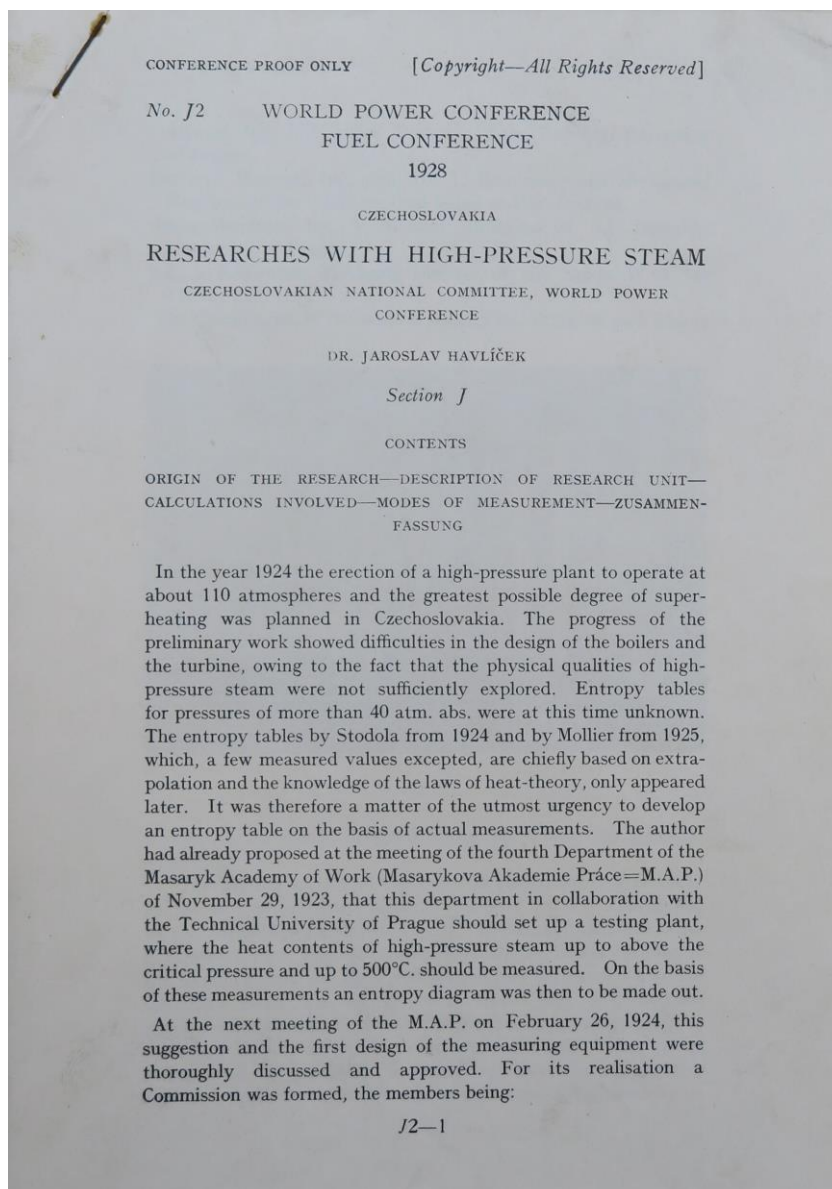 CONFERENCE PROOF ONLY [Copyright—All Rights Reserved]
No. J2 WORLD POWER CONFERENCE
FUEL CONFERENCE
1928
CZECHOSLOVAKIA
RESEARCHES WITH HIGH-PRESSURE STEAM
CZECHOSLOVAKIAN NATIONAL COMMITTEE, WORLD POWER
CONFERENCE
DR. JAROSLAV HAVLÍČEK
Section J
CONTENTS
ORIGIN OF THE RESEARCH—DESCRIPTION OF RESEARCH UNIT—
CALCULATIONS INVOLVED—MODES OF MEASUREMENT—ZUSAMMEN-
FASSUNG
In the year 1924 the erection of a high-pressure plant to operate at
about 110 atmospheres and the greatest possible degree of super-
heating was planned in Czechoslovakia. The progress of the
preliminary work showed difficulties in the design of the boilers and
the turbine, owing to the fact that the physical qualities of high-
pressure steam were not sufficiently explored. Entropy tables
for pressures of more than 40 atm. abs. were at this time unknown.
The entropy tables by Stodola from 1924 and by Mollier from 1925,
which, a few measured values excepted, are chiefly based on extra-
polation and the knowledge of the laws of heat-theory, only appeared
later. It was therefore a matter of the utmost urgency to develop
an entropy table on the basis of actual measurements. The author
had already proposed at the meeting of the fourth Department of the
Masaryk Academy of Work (Masarykova Akademie Práce=M.A.P.)
of November 29, 1923, that this department in collaboration with
the Technical University of Prague should set up a testing plant,
where the heat contents of high-pressure steam up to above the
critical pressure and up to 500°C. should be measured. On the basis
of these measurements an entropy diagram was then to be made out.
At the next meeting of the M.A.P. on February 26, 1924, this
suggestion and the first design of the measuring equipment were
thoroughly discussed and approved. For its realisation a
Commission was formed, the members being:
J2—1